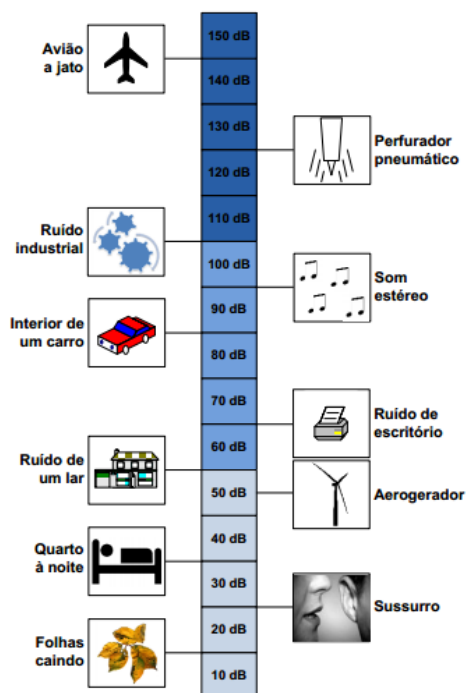 Avião
a jato
150 dB
140 dB
130 dB
Perfurador
pneumático
120 dB
110 dB
Ruído
industrial
100 dB
Som
estéreo
90 dB
Interior de
um carro
80 dB
70 dB
Ruído de
escritório
60 dB
Ruído de
um lar
50 dB
Aerogerador
40 dB
Quarto
à noite
30 dB
Sussurro
20 dB
Folhas
caindo
10 dB